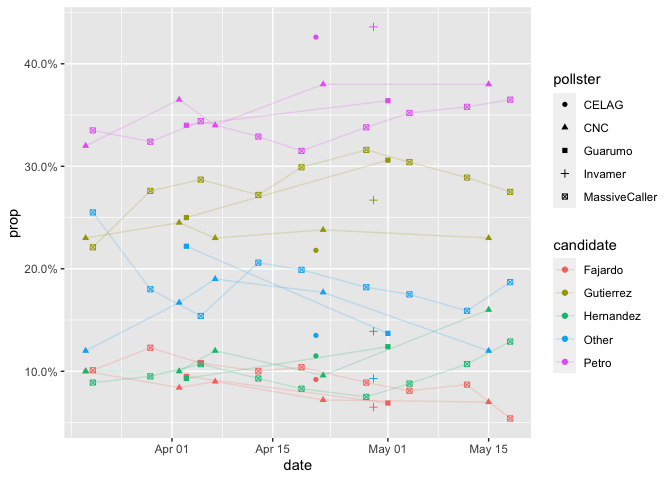 40.0%
30.0%
20.0%
10.0%
prop
Apr 01
Apr 15
May 01
May 15
date
pollster
CELAG
CNC
Guarumo
Invamer
MassiveCaller
candidate
Fajardo
Gutierrez
Hernandez
Other
Petro